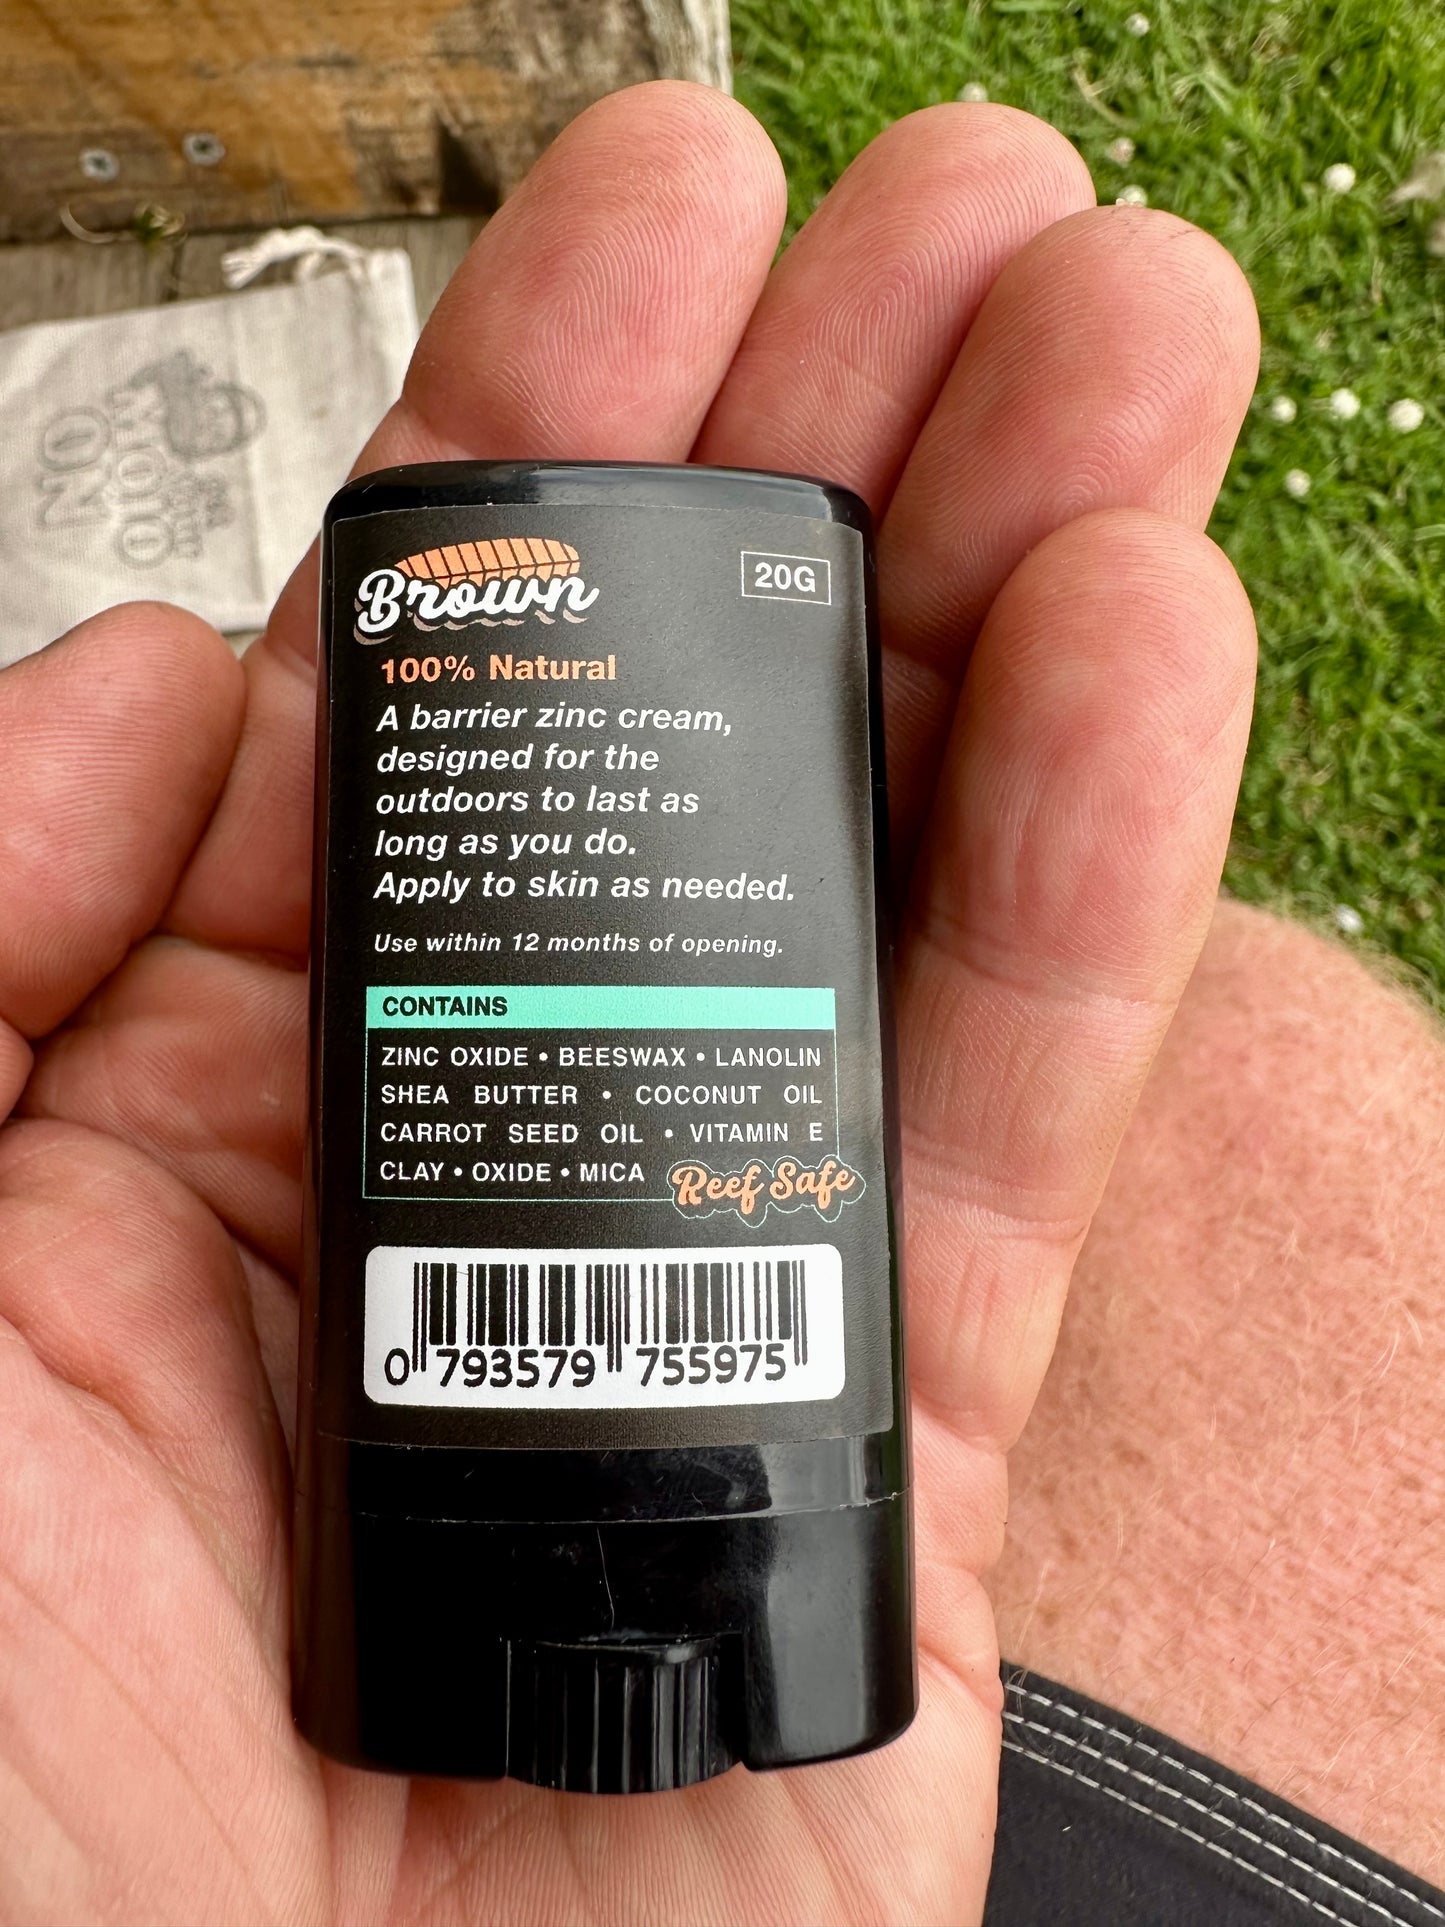 Brown
20G
100% Natural
A barrier zinc cream,
designed for the
outdoors to last as
long as you do.
Apply to skin as needed.
Use within 12 months of opening.
CONTAINS
ZINC OXIDE • BEESWAX • LANOLIN
SHEA BUTTER • COCONUT OIL
CARROT SEED OIL • VITAMIN E
CLAY • OXIDE • MICA
Reef Safe
0 793579 755975
NO